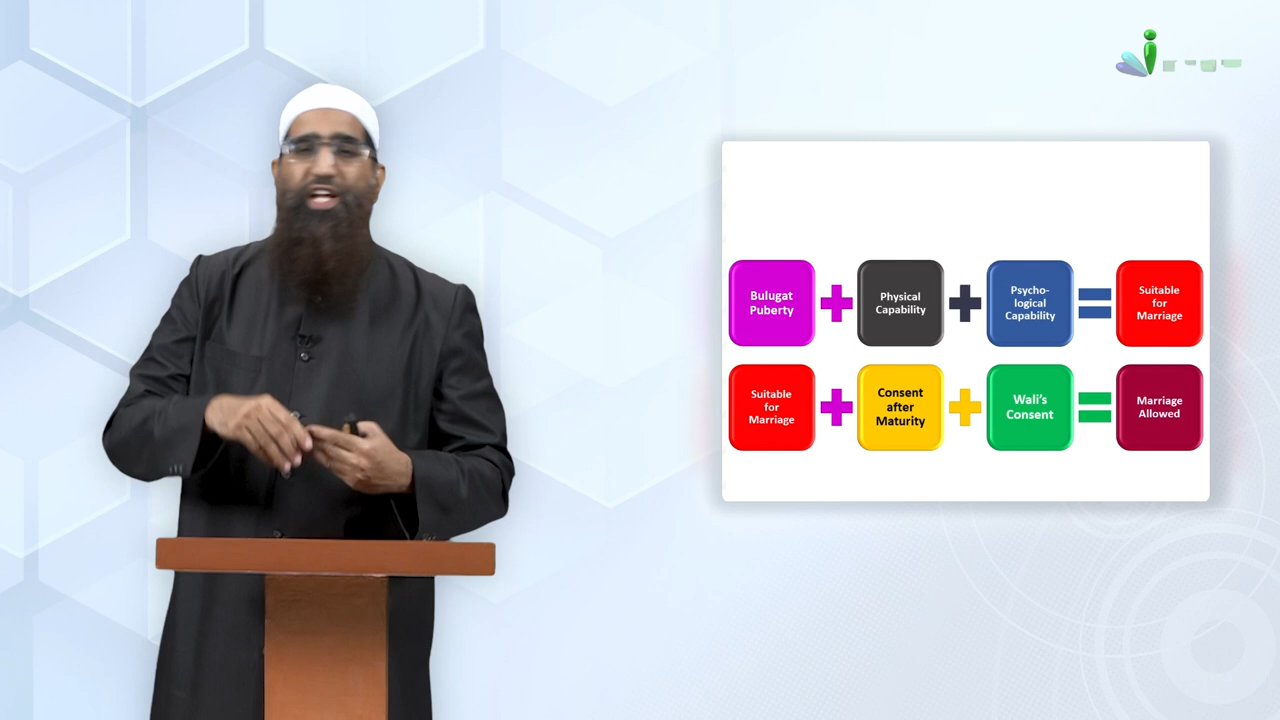 Bulugat
Puberty
Physical
Capability
Psycho-
logical
Capability
Suitable
for
Marriage
Suitable
for
Marriage
Consent
after
Maturity
Wali's
Consent
Marriage
Allowed